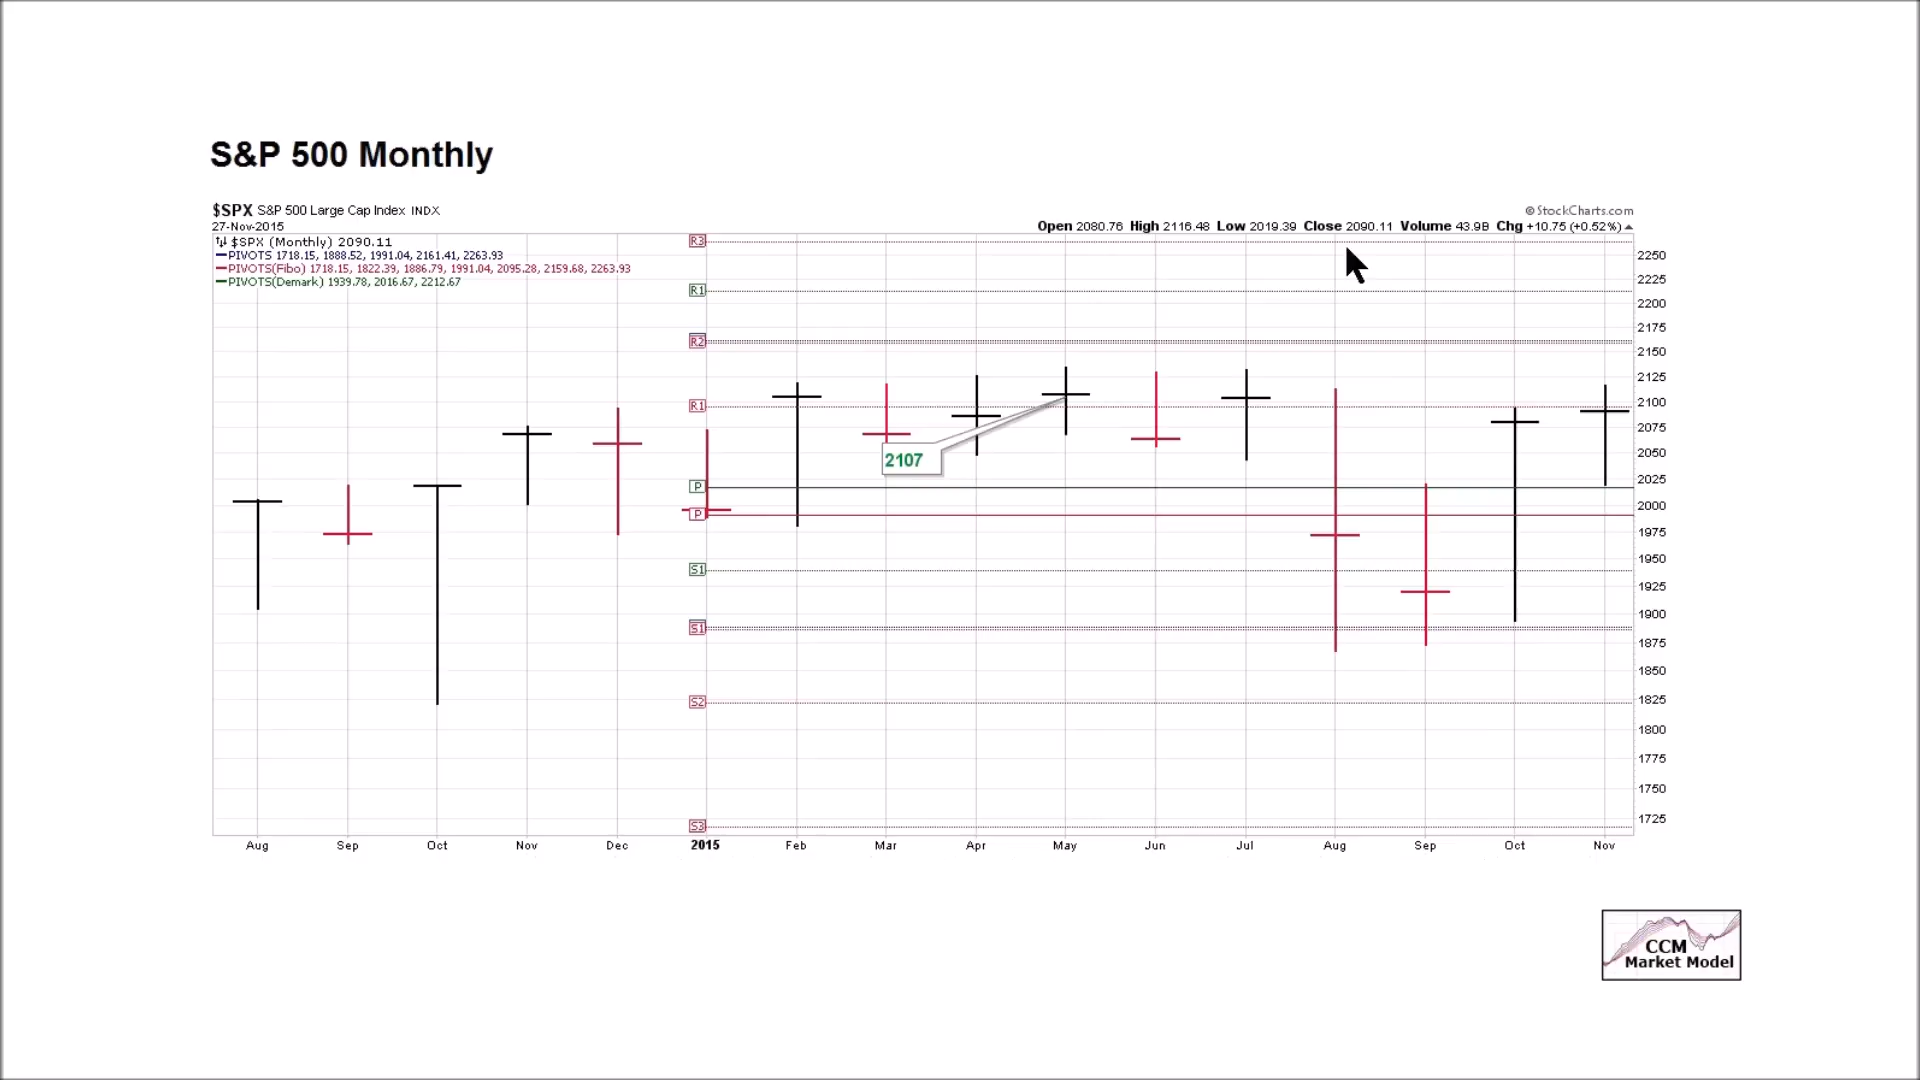 S&P 500 Monthly
$SPX S&P 500 Large Cap Index INDX
© StockCharts.com
27-Nov-2015
Open 2080.76 High 2116.48 Low 2019.39 Close 2090.11 Volume 43.9B Chg +10.75 (+0.52%)
$SPX (Monthly) 2090.11
PIVOTS 1718.15, 1888.52, 1991.04, 2161.41, 2263.93
PIVOTS(Fibo) 1718.15, 1822.39, 1886.79, 1991.04, 2095.28, 2159.68, 2263.93
PIVOTS(Demark) 1939.78, 2016.67, 2212.67
R3
R1
R2
R1
P
P
S1
S1
S2
S3
2107
2250
2225
2200
2175
2150
2125
2100
2075
2050
2025
2000
1975
1950
1925
1900
1875
1850
1825
1800
1775
1750
1725
Aug Sep Oct Nov Dec 2015 Feb Mar Apr May Jun Jul Aug Sep Oct Nov
CCM
Market Model